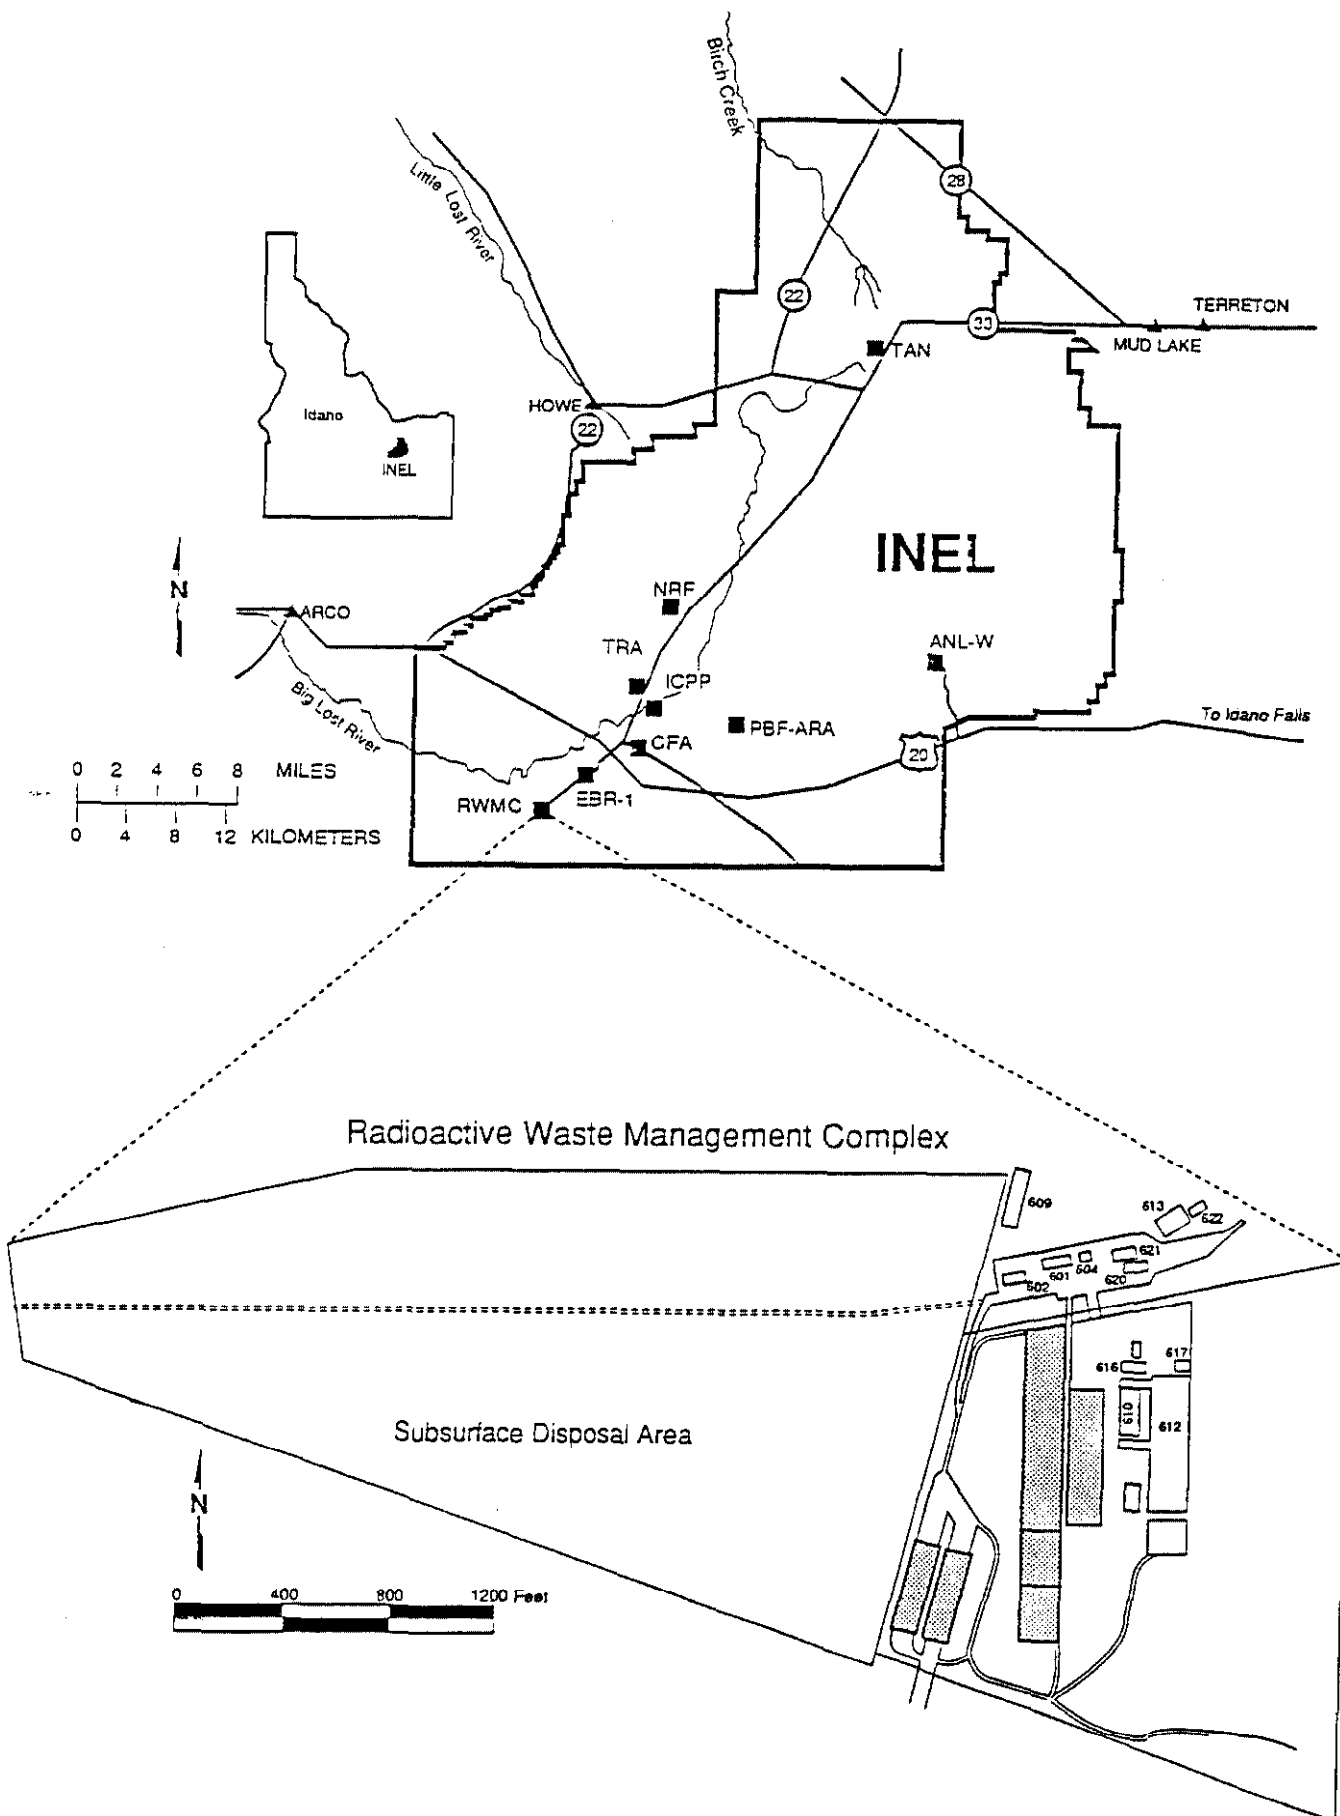 Birch Creek
28
Little Lost River
22
TERRETON
33
MUD LAKE
TAN
HOWE
22
Idaho
INEL
INEL
N
NRF
ARCO
TRA
ANL-W
ICPP
Big Lost River
To Idaho Falls
PBF-ARA
CFA
20
0 2 4 6 8 MILES
EBR-1
RWMC
0 4 8 12 KILOMETERS
Radioactive Waste Management Complex
609
613
622
621
604
601
620
602
617
616
610
612
Subsurface Disposal Area
N
0 400 800 1200 Feet